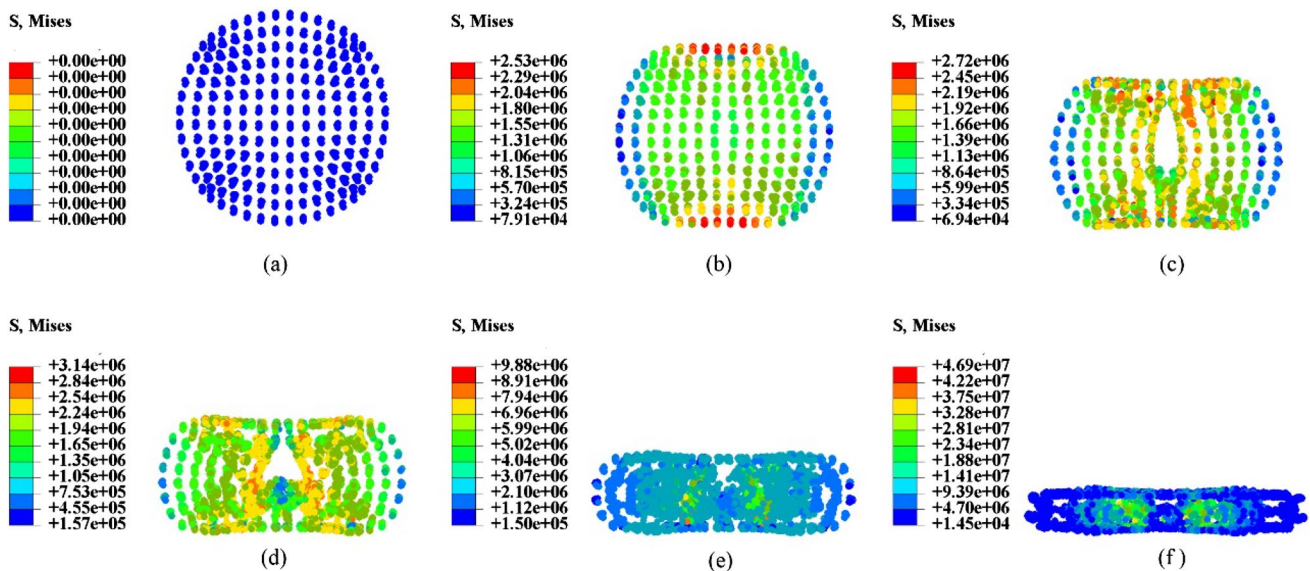 S, Mises
+0.00e+00
+0.00e+00
+0.00e+00
+0.00e+00
+0.00e+00
+0.00e+00
+0.00e+00
+0.00e+00
+0.00e+00
+0.00e+00
+0.00e+00
(a)
S, Mises
+2.53e+06
+2.29e+06
+2.04e+06
+1.80e+06
+1.55e+06
+1.31e+06
+1.06e+06
+8.15e+05
+5.70e+05
+3.24e+05
+7.91e+04
(b)
S, Mises
+2.72e+06
+2.45e+06
+2.19e+06
+1.92e+06
+1.66e+06
+1.39e+06
+1.13e+06
+8.64e+05
+5.99e+05
+3.34e+05
+6.94e+04
(c)
S, Mises
+3.14e+06
+2.84e+06
+2.54e+06
+2.24e+06
+1.94e+06
+1.65e+06
+1.35e+06
+1.05e+06
+7.53e+05
+4.55e+05
+1.57e+05
(d)
S, Mises
+9.88e+06
+8.91e+06
+7.94e+06
+6.96e+06
+5.99e+06
+5.02e+06
+4.04e+06
+3.07e+06
+2.10e+06
+1.12e+06
+1.50e+05
(e)
S, Mises
+4.69e+07
+4.22e+07
+3.75e+07
+3.28e+07
+2.81e+07
+2.34e+07
+1.88e+07
+1.41e+07
+9.39e+06
+4.70e+06
+1.45e+04
(f)